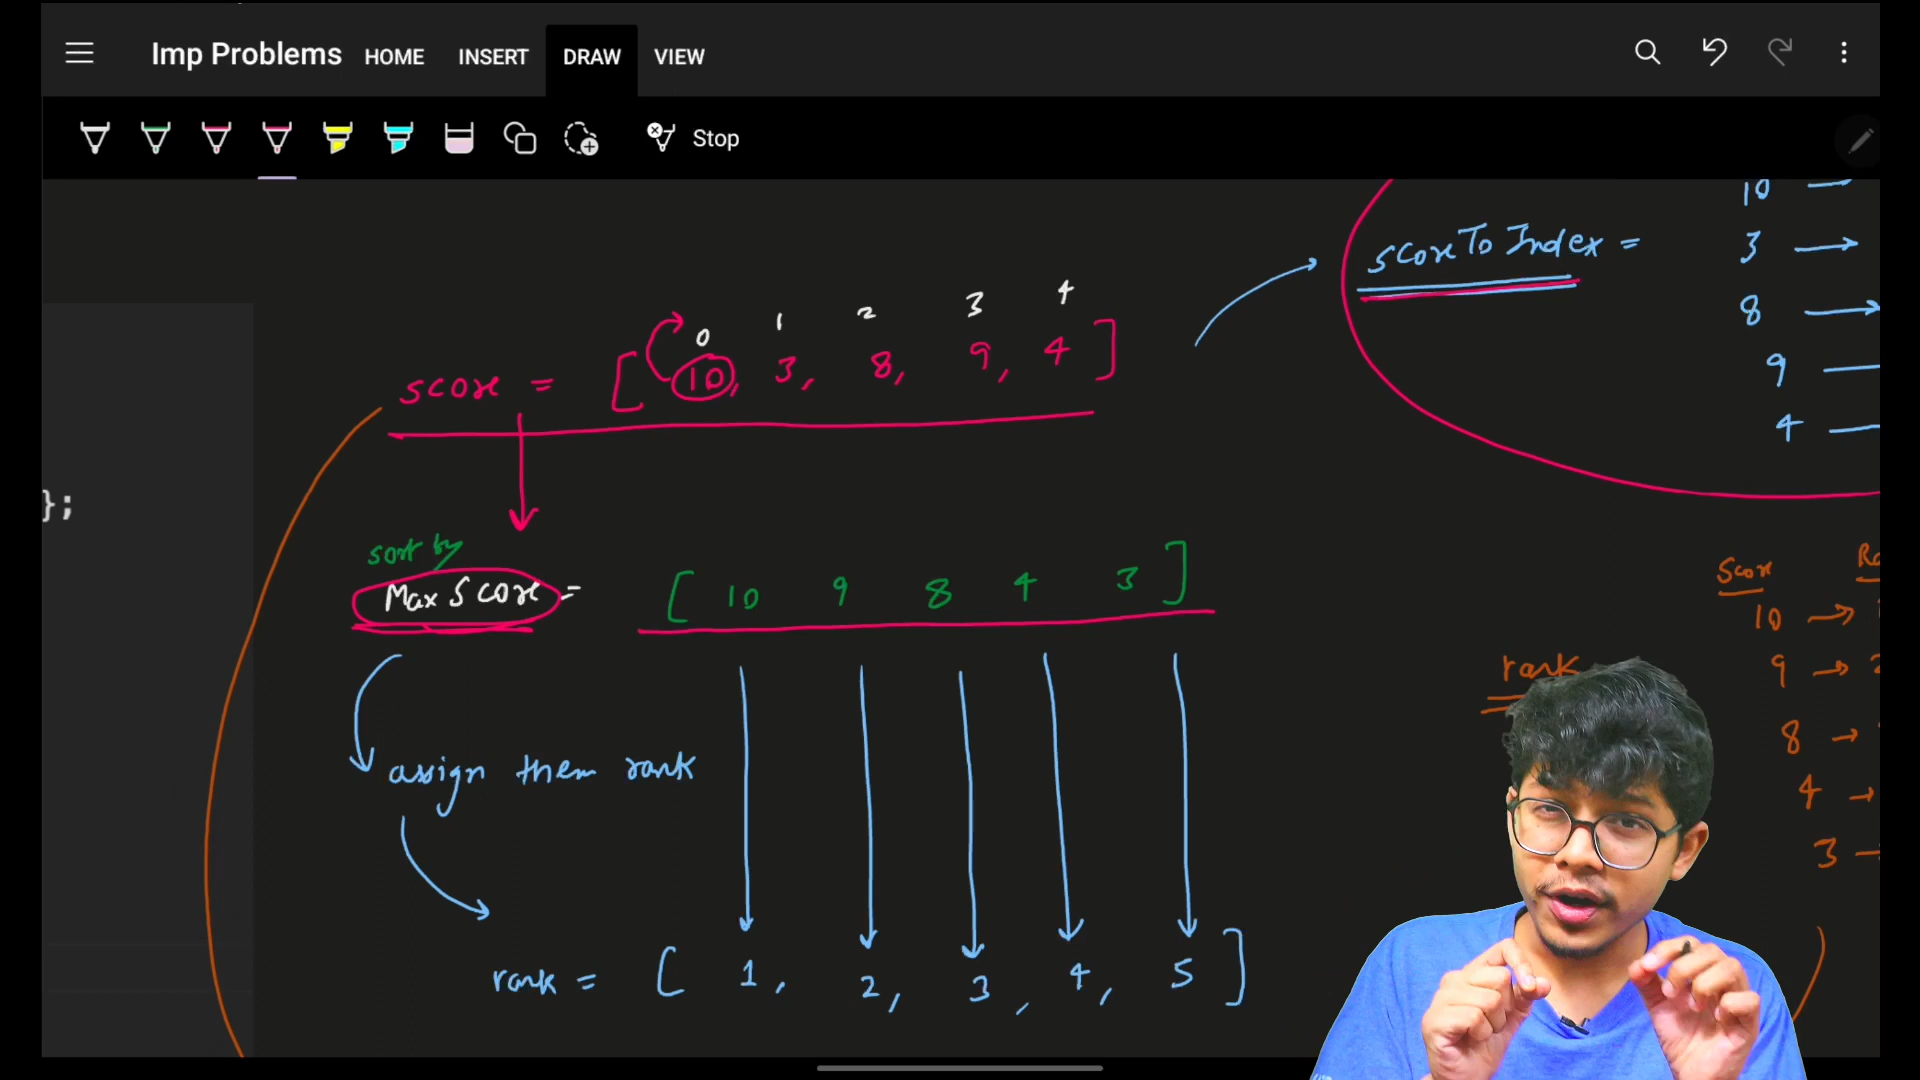 Imp Problems HOME INSERT DRAW VIEW
Stop
10
scoreToIndex =
3
8
9
4
0 1 2 3 4
score = [ 10, 3, 8, 9, 4 ]
};
sort by
Max Score = [ 10 9 8 4 3 ]
assign them rank
rank = [ 1, 2, 3, 4, 5 ]
Score
10
rank
9 2
8
4
3